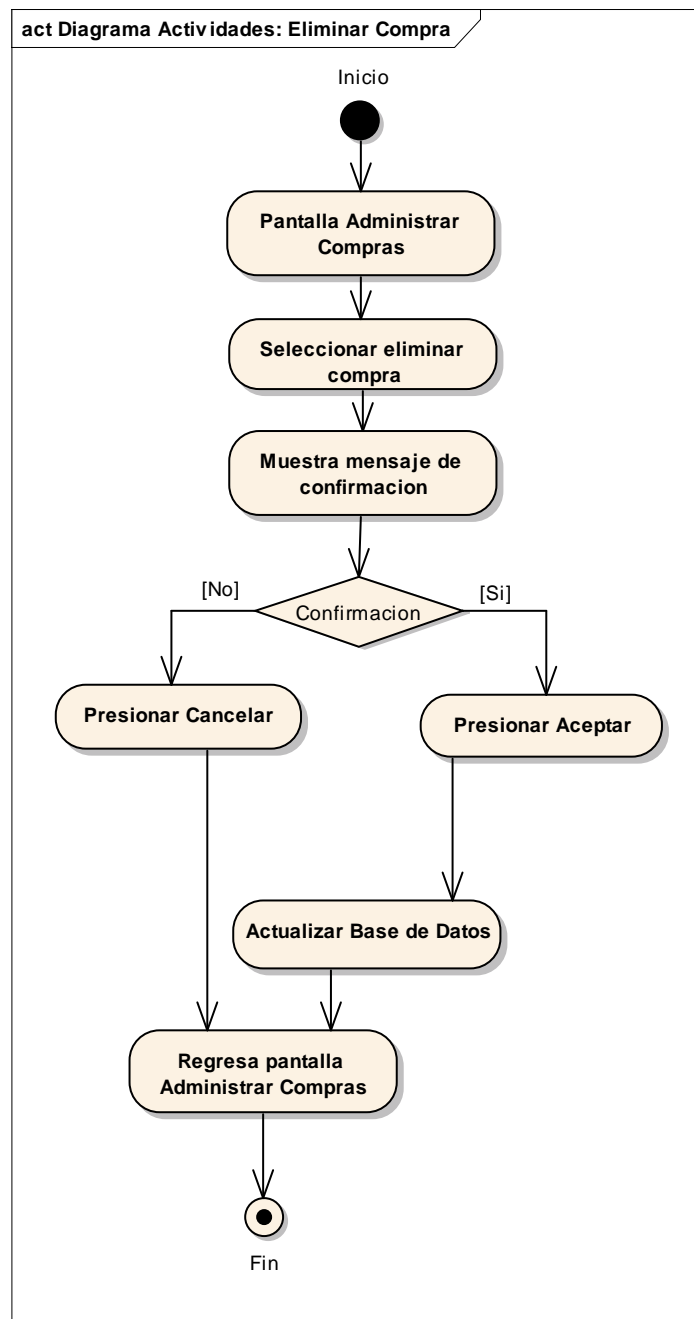 act Diagrama Actividades: Eliminar Compra
Inicio
Pantalla Administrar
Compras
Seleccionar eliminar
compra
Muestra mensaje de
confirmacion
[No]
[Si]
Confirmacion
Presionar Cancelar
Presionar Aceptar
Actualizar Base de Datos
Regresa pantalla
Administrar Compras
Fin